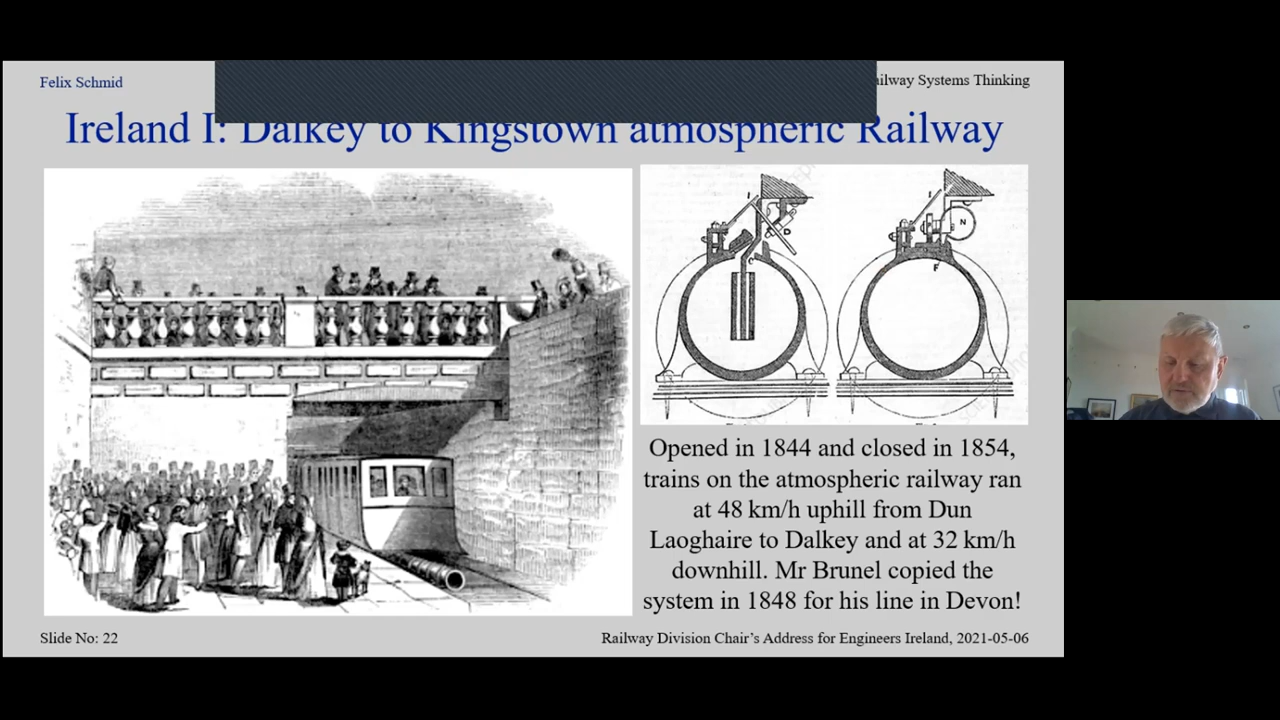 Felix Schmid
ailway Systems Thinking
Ireland I: Dalkey to Kingstown atmospheric Railway
I
D
C
I
N
F
Opened in 1844 and closed in 1854,
trains on the atmospheric railway ran
at 48 km/h uphill from Dun
Laoghaire to Dalkey and at 32 km/h
downhill. Mr Brunel copied the
system in 1848 for his line in Devon!
Slide No: 22
Railway Division Chair’s Address for Engineers Ireland, 2021-05-06